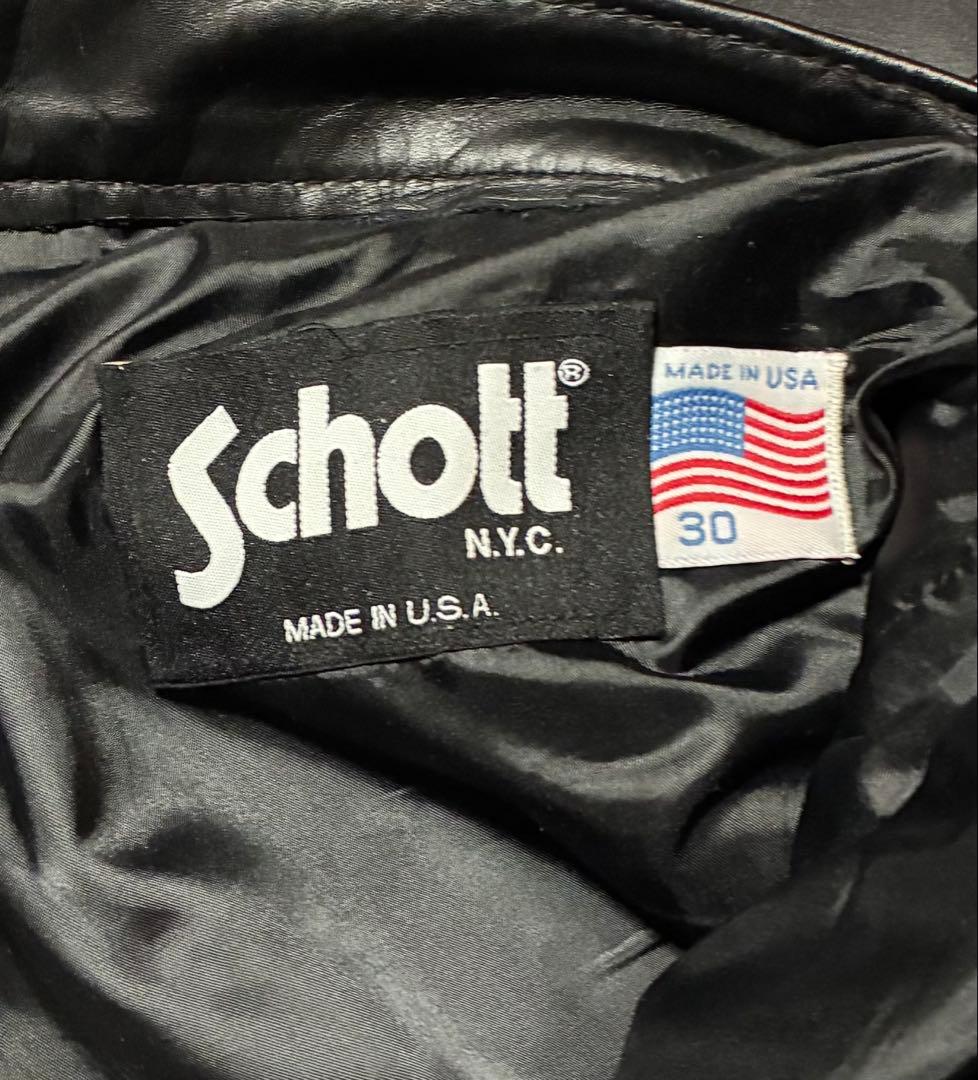 Schott®
N.Y.C.
MADE IN U.S.A.
MADE IN USA
30